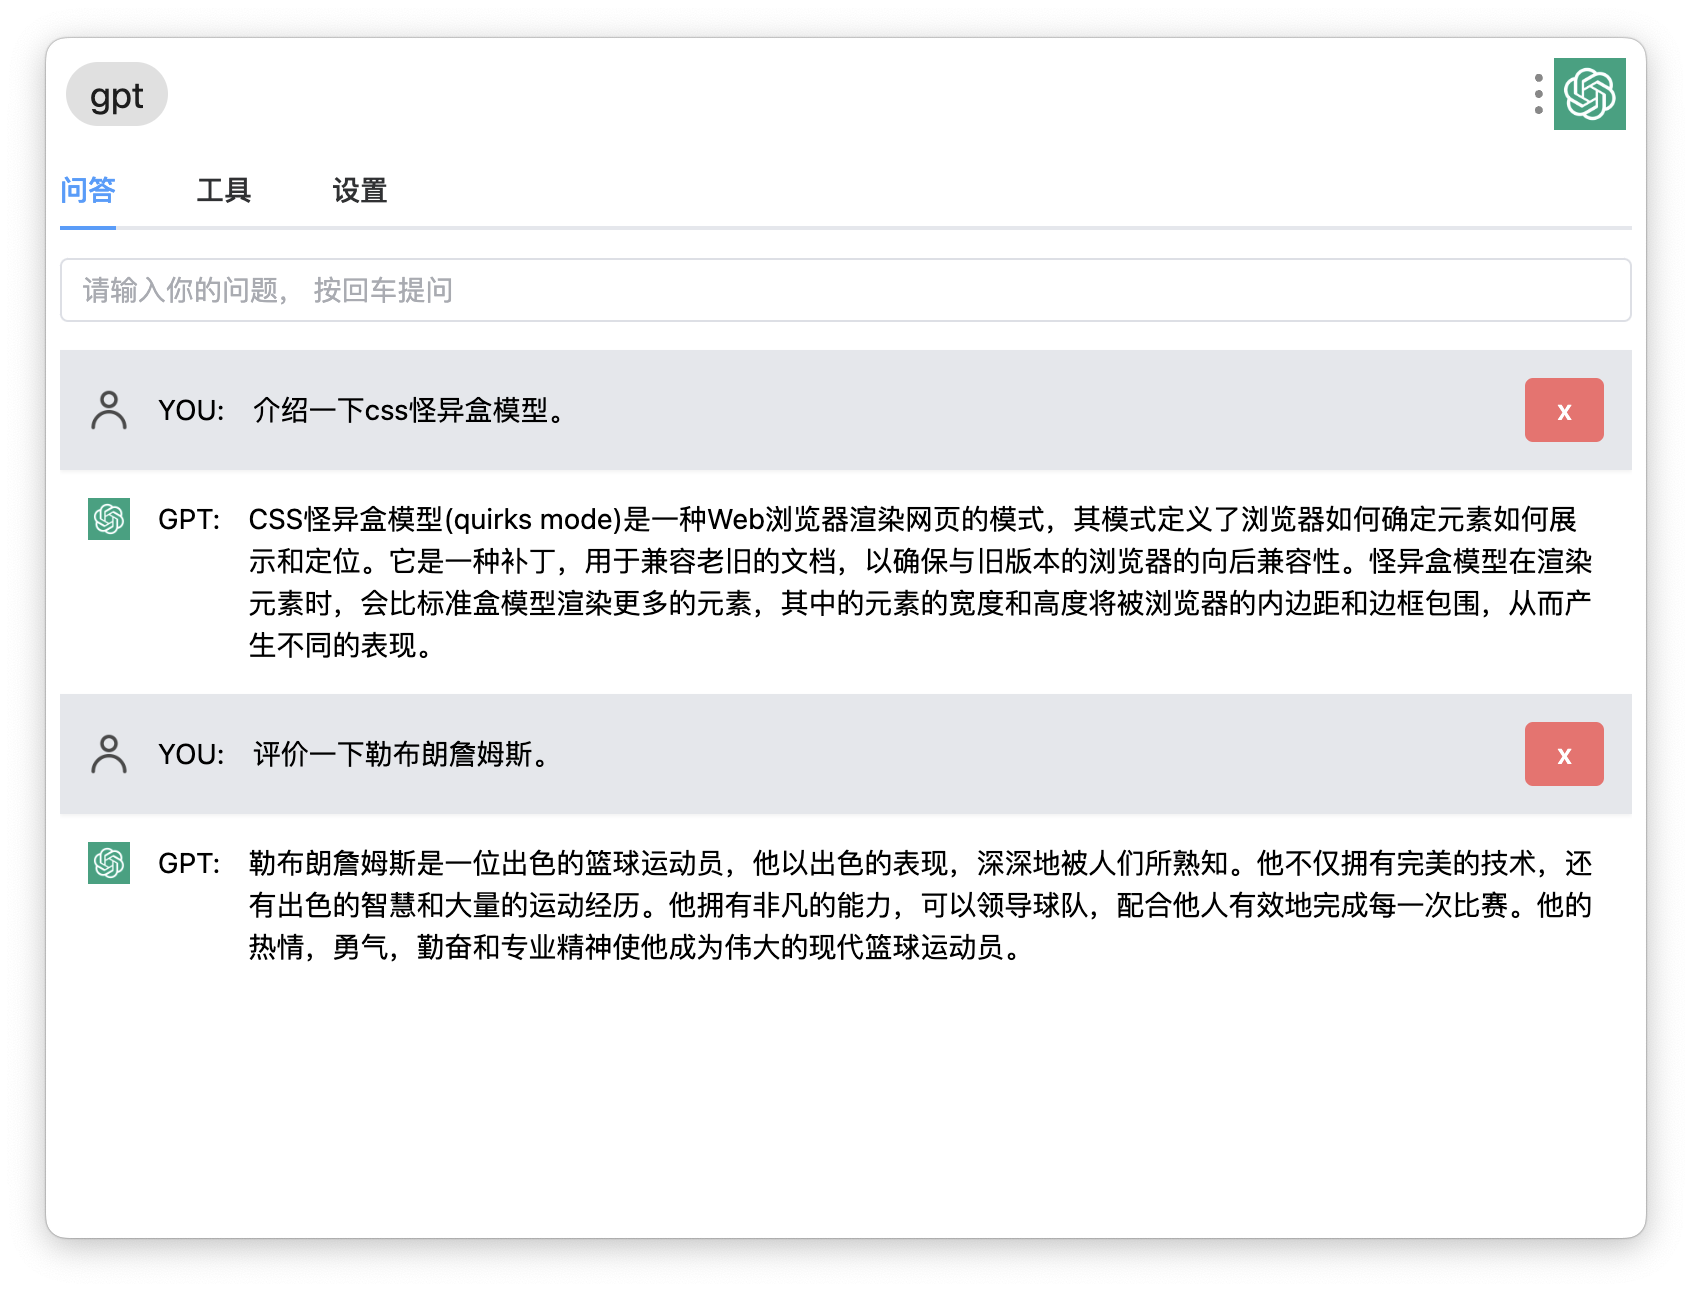 gpt
问答 工具 设置
请输入你的问题， 按回车提问
YOU: 介绍一下css怪异盒模型。 x
GPT: CSS怪异盒模型(quirks mode)是一种Web浏览器渲染网页的模式，其模式定义了浏览器如何确定元素如何展
示和定位。它是一种补丁，用于兼容老旧的文档，以确保与旧版本的浏览器的向后兼容性。怪异盒模型在渲染
元素时，会比标准盒模型渲染更多的元素，其中的元素的宽度和高度将被浏览器的内边距和边框包围，从而产
生不同的表现。
YOU: 评价一下勒布朗詹姆斯。 x
GPT: 勒布朗詹姆斯是一位出色的篮球运动员，他以出色的表现，深深地被人们所熟知。他不仅拥有完美的技术，还
有出色的智慧和大量的运动经历。他拥有非凡的能力，可以领导球队，配合他人有效地完成每一次比赛。他的
热情，勇气，勤奋和专业精神使他成为伟大的现代篮球运动员。